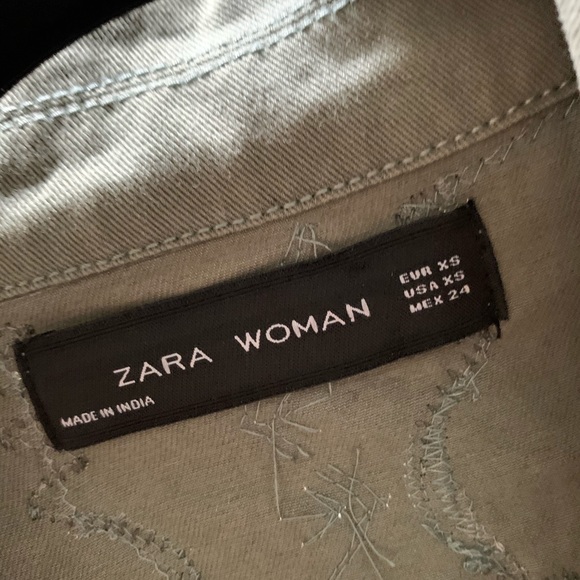 ZARA WOMAN
EUR XS
USA XS
MEX 24
MADE IN INDIA